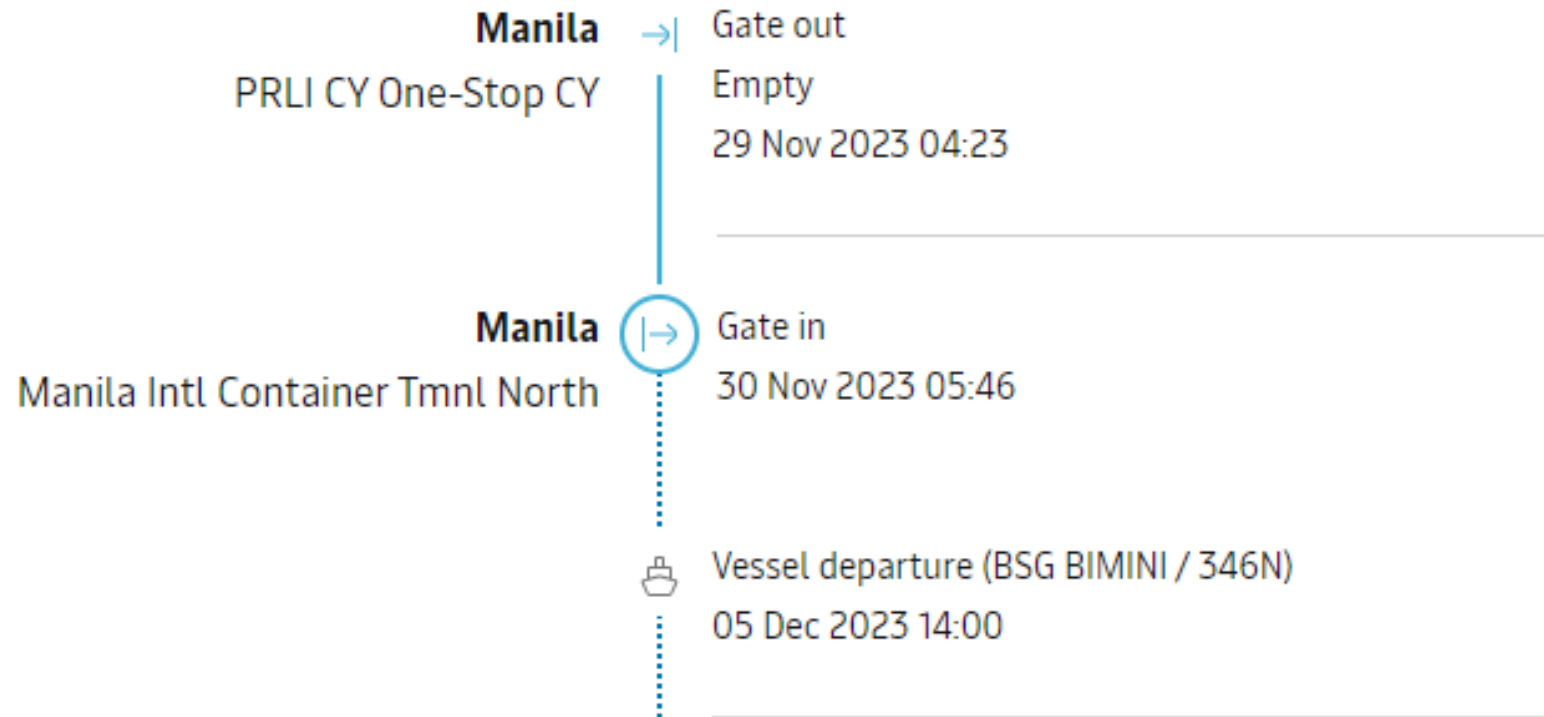 Manila
PRLI CY One-Stop CY
Gate out
Empty
29 Nov 2023 04:23
Manila
Manila Intl Container Tmnl North
Gate in
30 Nov 2023 05:46
Vessel departure (BSG BIMINI / 346N)
05 Dec 2023 14:00